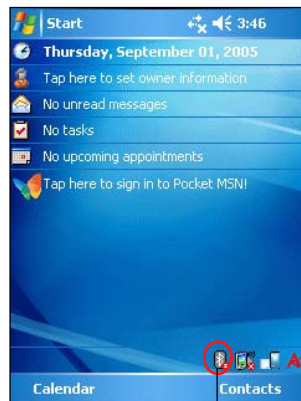 Start 3:46
Thursday, September 01, 2005
Tap here to set owner information
No unread messages
No tasks
No upcoming appointments
Tap here to sign in to Pocket MSN!
A
Calendar Contacts